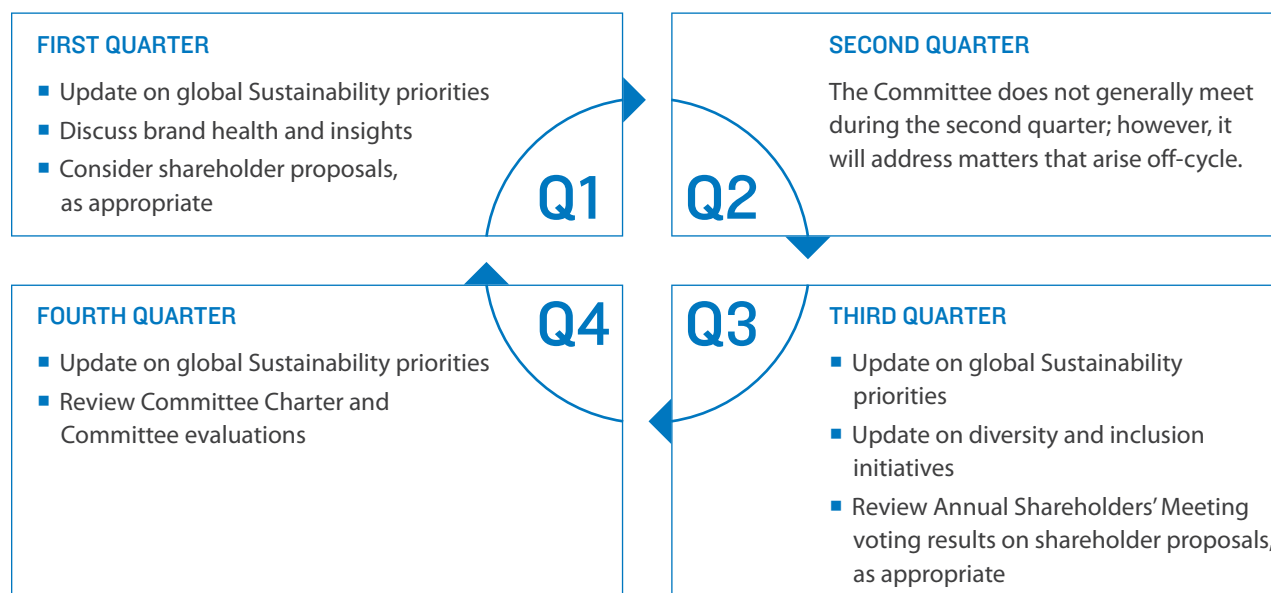 FIRST QUARTER
▪ Update on global Sustainability priorities
▪ Discuss brand health and insights
▪ Consider shareholder proposals,
as appropriate
Q1
SECOND QUARTER
The Committee does not generally meet
during the second quarter; however, it
will address matters that arise off-cycle.
Q2
THIRD QUARTER
▪ Update on global Sustainability
priorities
▪ Update on diversity and inclusion
initiatives
▪ Review Annual Shareholders’ Meeting
voting results on shareholder proposals,
as appropriate
Q3
FOURTH QUARTER
▪ Update on global Sustainability priorities
▪ Review Committee Charter and
Committee evaluations
Q4